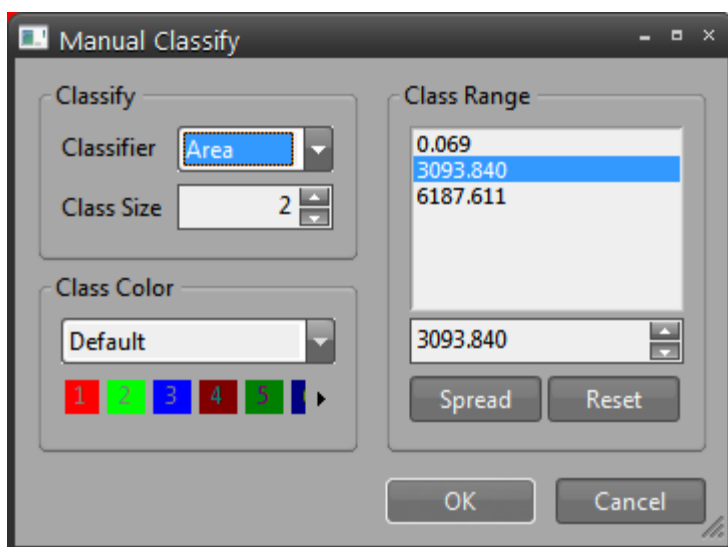 Manual Classify
Classify
Classifier Area
Class Size 2
Class Color
Default
1 2 3 4 5
Class Range
0.069
3093.840
6187.611
3093.840
Spread Reset
OK Cancel